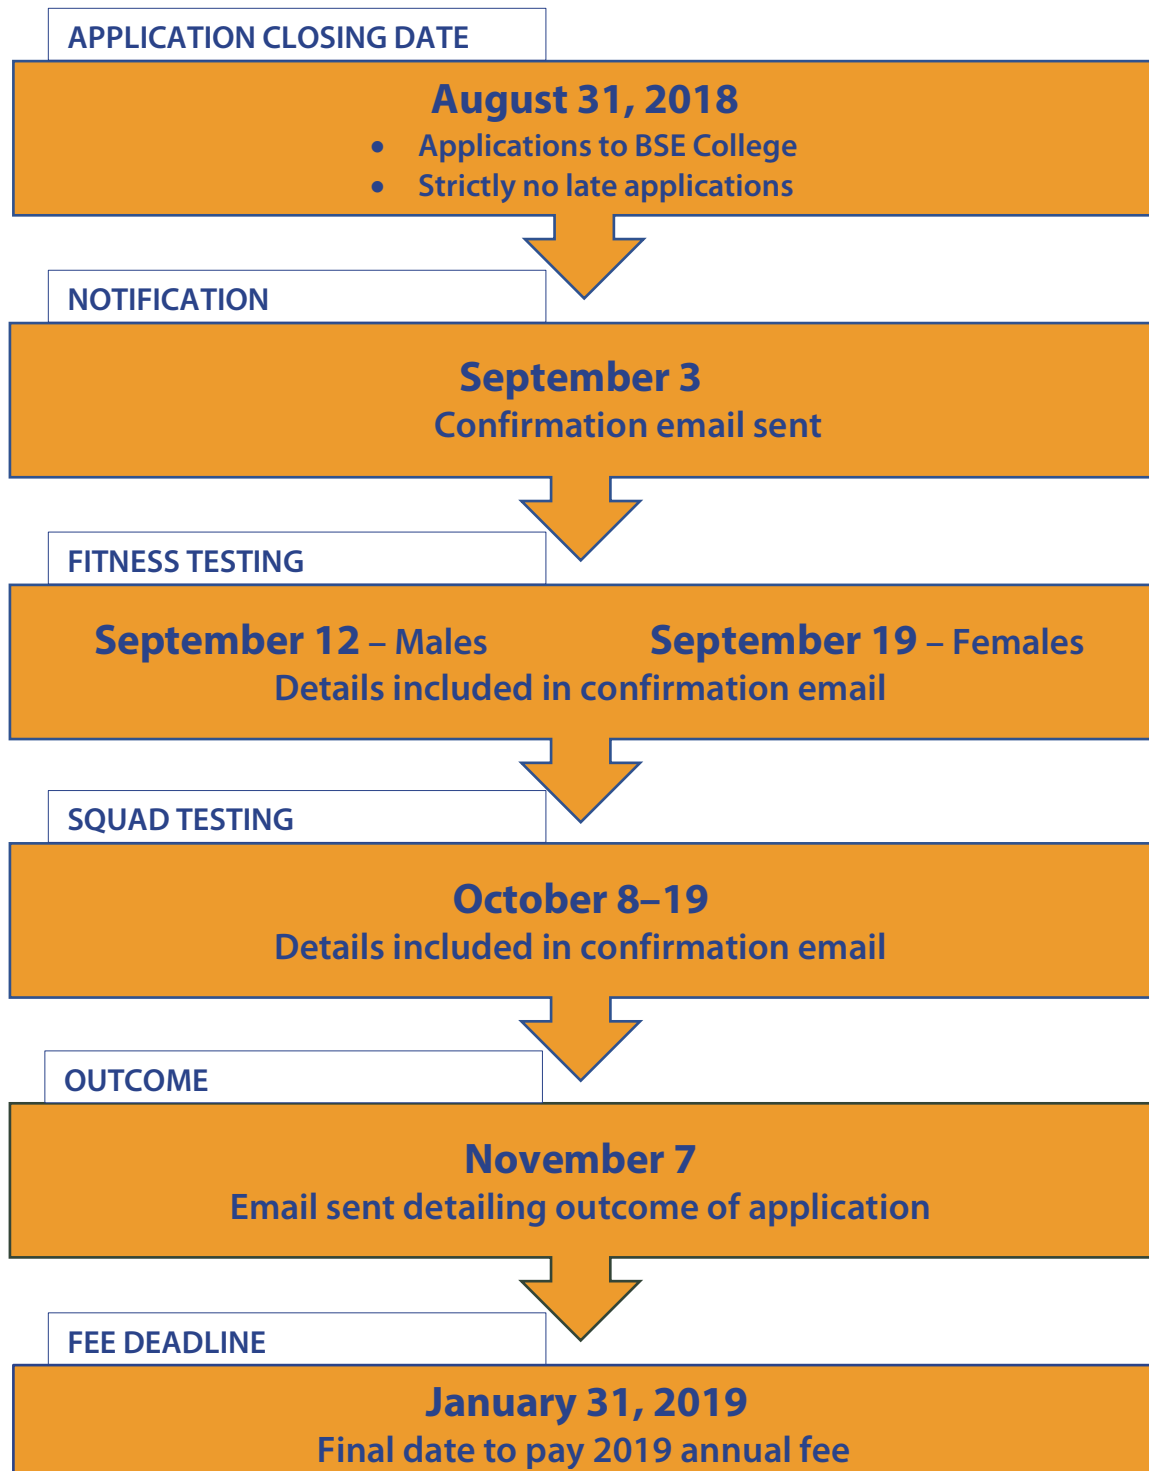 APPLICATION CLOSING DATE
August 31, 2018
• Applications to BSE College
• Strictly no late applications
NOTIFICATION
September 3
Confirmation email sent
FITNESS TESTING
September 12 – Males September 19 – Females
Details included in confirmation email
SQUAD TESTING
October 8–19
Details included in confirmation email
OUTCOME
November 7
Email sent detailing outcome of application
FEE DEADLINE
January 31, 2019
Final date to pay 2019 annual fee